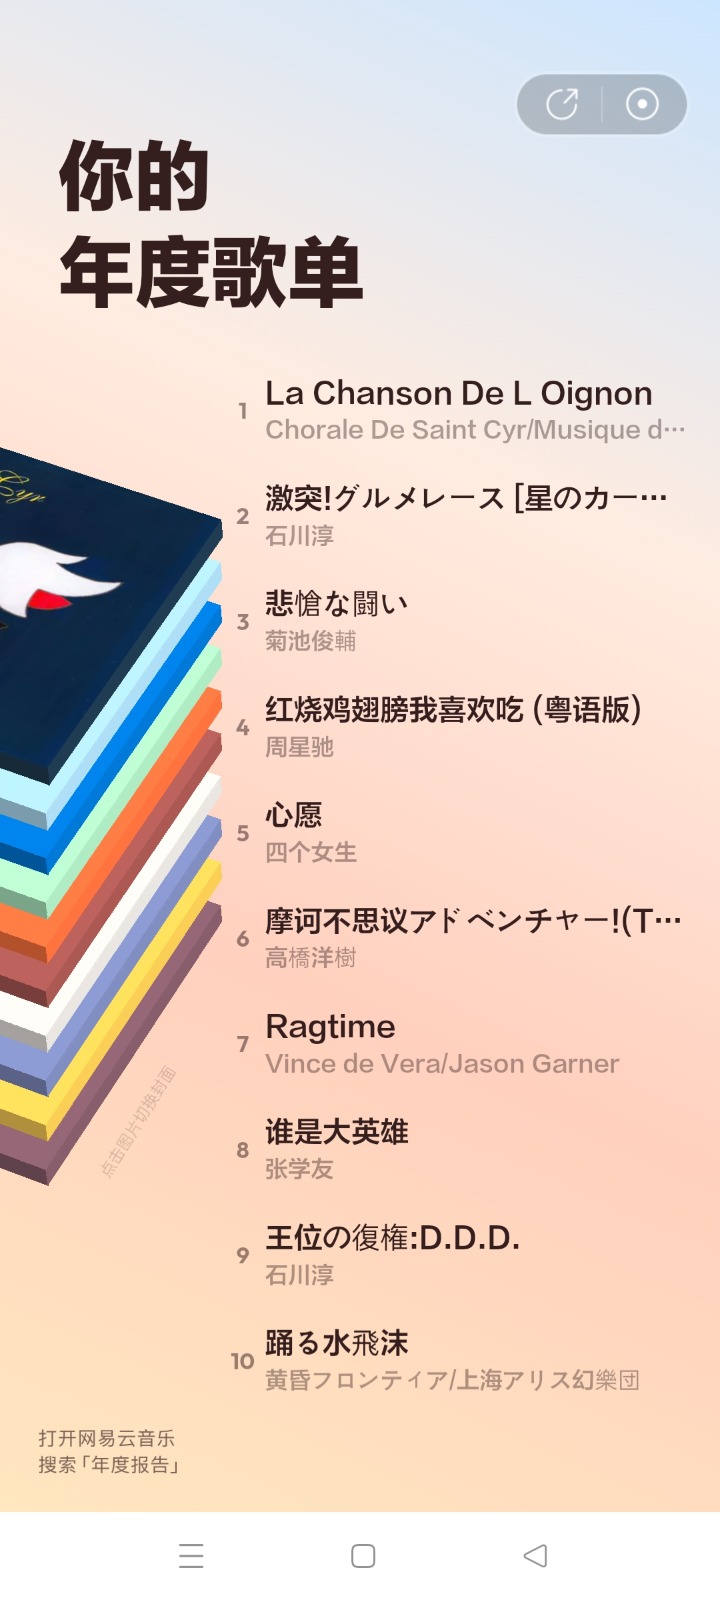 你的
年度歌单
Cyr
1
La Chanson De L Oignon
Chorale De Saint Cyr/Musique d···
2
激突!グルメレース [星のカー···
石川淳
3
悲愴な闘い
菊池俊輔
4
红烧鸡翅膀我喜欢吃 (粤语版)
周星驰
5
心愿
四个女生
6
摩诃不思议アドベンチャー!(T···
高橋洋樹
7
Ragtime
Vince de Vera/Jason Garner
8
谁是大英雄
张学友
9
王位の復権:D.D.D.
石川淳
10
踊る水飛沫
黄昏フロンティア/上海アリス幻樂団
点击图片切换封面
打开网易云音乐
搜索「年度报告」